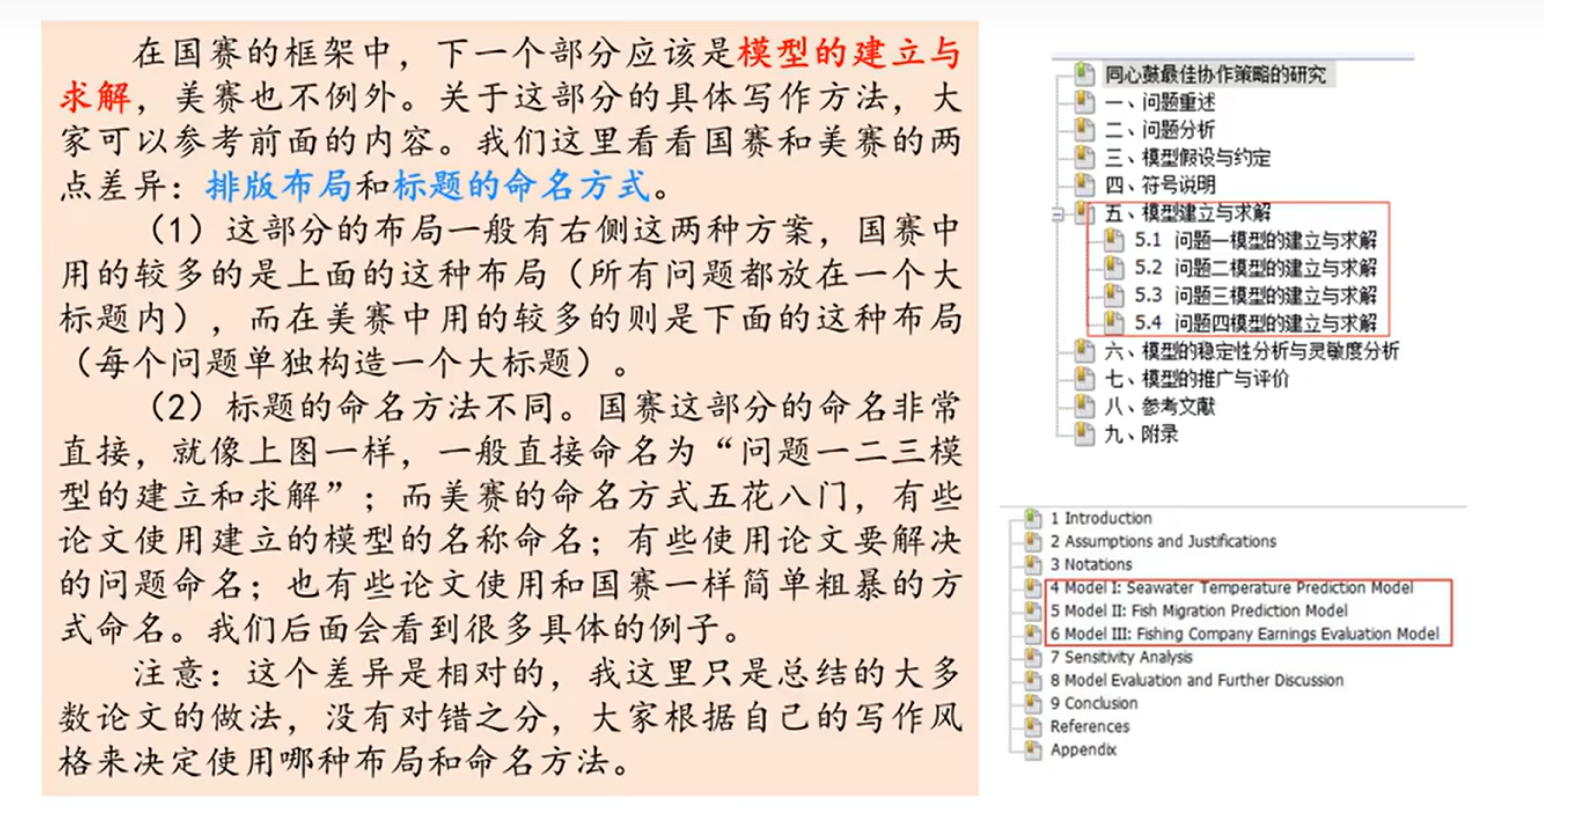 在国赛的框架中，下一个部分应该是模型的建立与
求解，美赛也不例外。关于这部分的具体写作方法，大
家可以参考前面的内容。我们这里看看国赛和美赛的两
点差异：排版布局和标题的命名方式。
（1）这部分的布局一般有右侧这两种方案，国赛中
用的较多的是上面的这种布局（所有问题都放在一个大
标题内），而在美赛中用的较多的则是下面的这种布局
（每个问题单独构造一个大标题）。
（2）标题的命名方法不同。国赛这部分的命名非常
直接，就像上图一样，一般直接命名为“问题一二三模
型的建立和求解”；而美赛的命名方式五花八门，有些
论文使用建立的模型的名称命名；有些使用论文要解决
的问题命名；也有些论文使用和国赛一样简单粗暴的方
式命名。我们后面会看到很多具体的例子。
注意：这个差异是相对的，我这里只是总结的大多
数论文的做法，没有对错之分，大家根据自己的写作风
格来决定使用哪种布局和命名方法。
同心鼓最佳协作策略的研究
一、问题重述
二、问题分析
三、模型假设与约定
四、符号说明
五、模型建立与求解
5.1 问题一模型的建立与求解
5.2 问题二模型的建立与求解
5.3 问题三模型的建立与求解
5.4 问题四模型的建立与求解
六、模型的稳定性分析与灵敏度分析
七、模型的推广与评价
八、参考文献
九、附录
1 Introduction
2 Assumptions and Justifications
3 Notations
4 Model I: Seawater Temperature Prediction Model
5 Model II: Fish Migration Prediction Model
6 Model III: Fishing Company Earnings Evaluation Model
7 Sensitivity Analysis
8 Model Evaluation and Further Discussion
9 Conclusion
References
Appendix